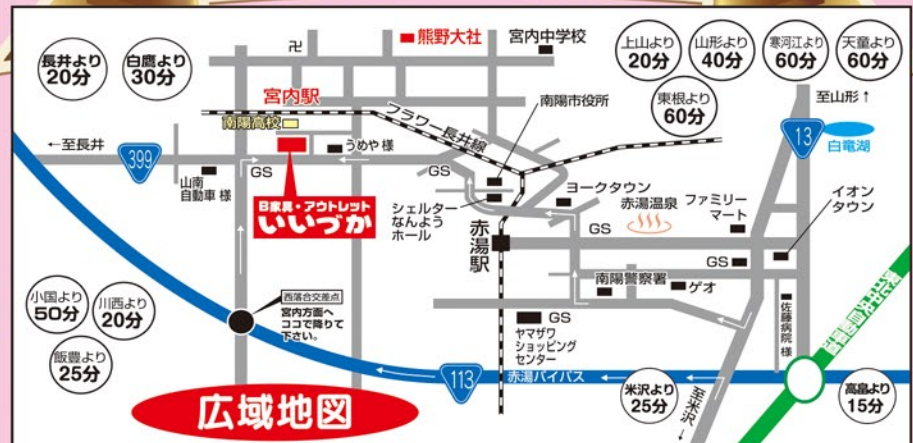 長井より
20分
白鷹より
30分
卍
熊野大社
宮内中学校
上山より
20分
山形より
40分
寒河江より
60分
天童より
60分
東根より
60分
至山形↑
宮内駅
南陽高校
フラワー長井線
南陽市役所
13
白竜湖
←至長井
399
GS
うめや様
山南
自動車 様
B家具・アウトレット
いいづか
シェルター
なんよう
ホール
ヨークタウン
赤湯温泉
ファミリー
マート
イオン
タウン
赤湯駅
GS
GS
南陽警察署
ゲオ
佐藤病院 様
小国より
50分
川西より
20分
飯豊より
25分
西落合交差点
宮内方面へ
ココで降りて
下さい。
GS
ヤマザワ
ショッピング
センター
113
赤湯バイパス
米沢より
25分
至米沢↓
高畠より
15分
広域地図